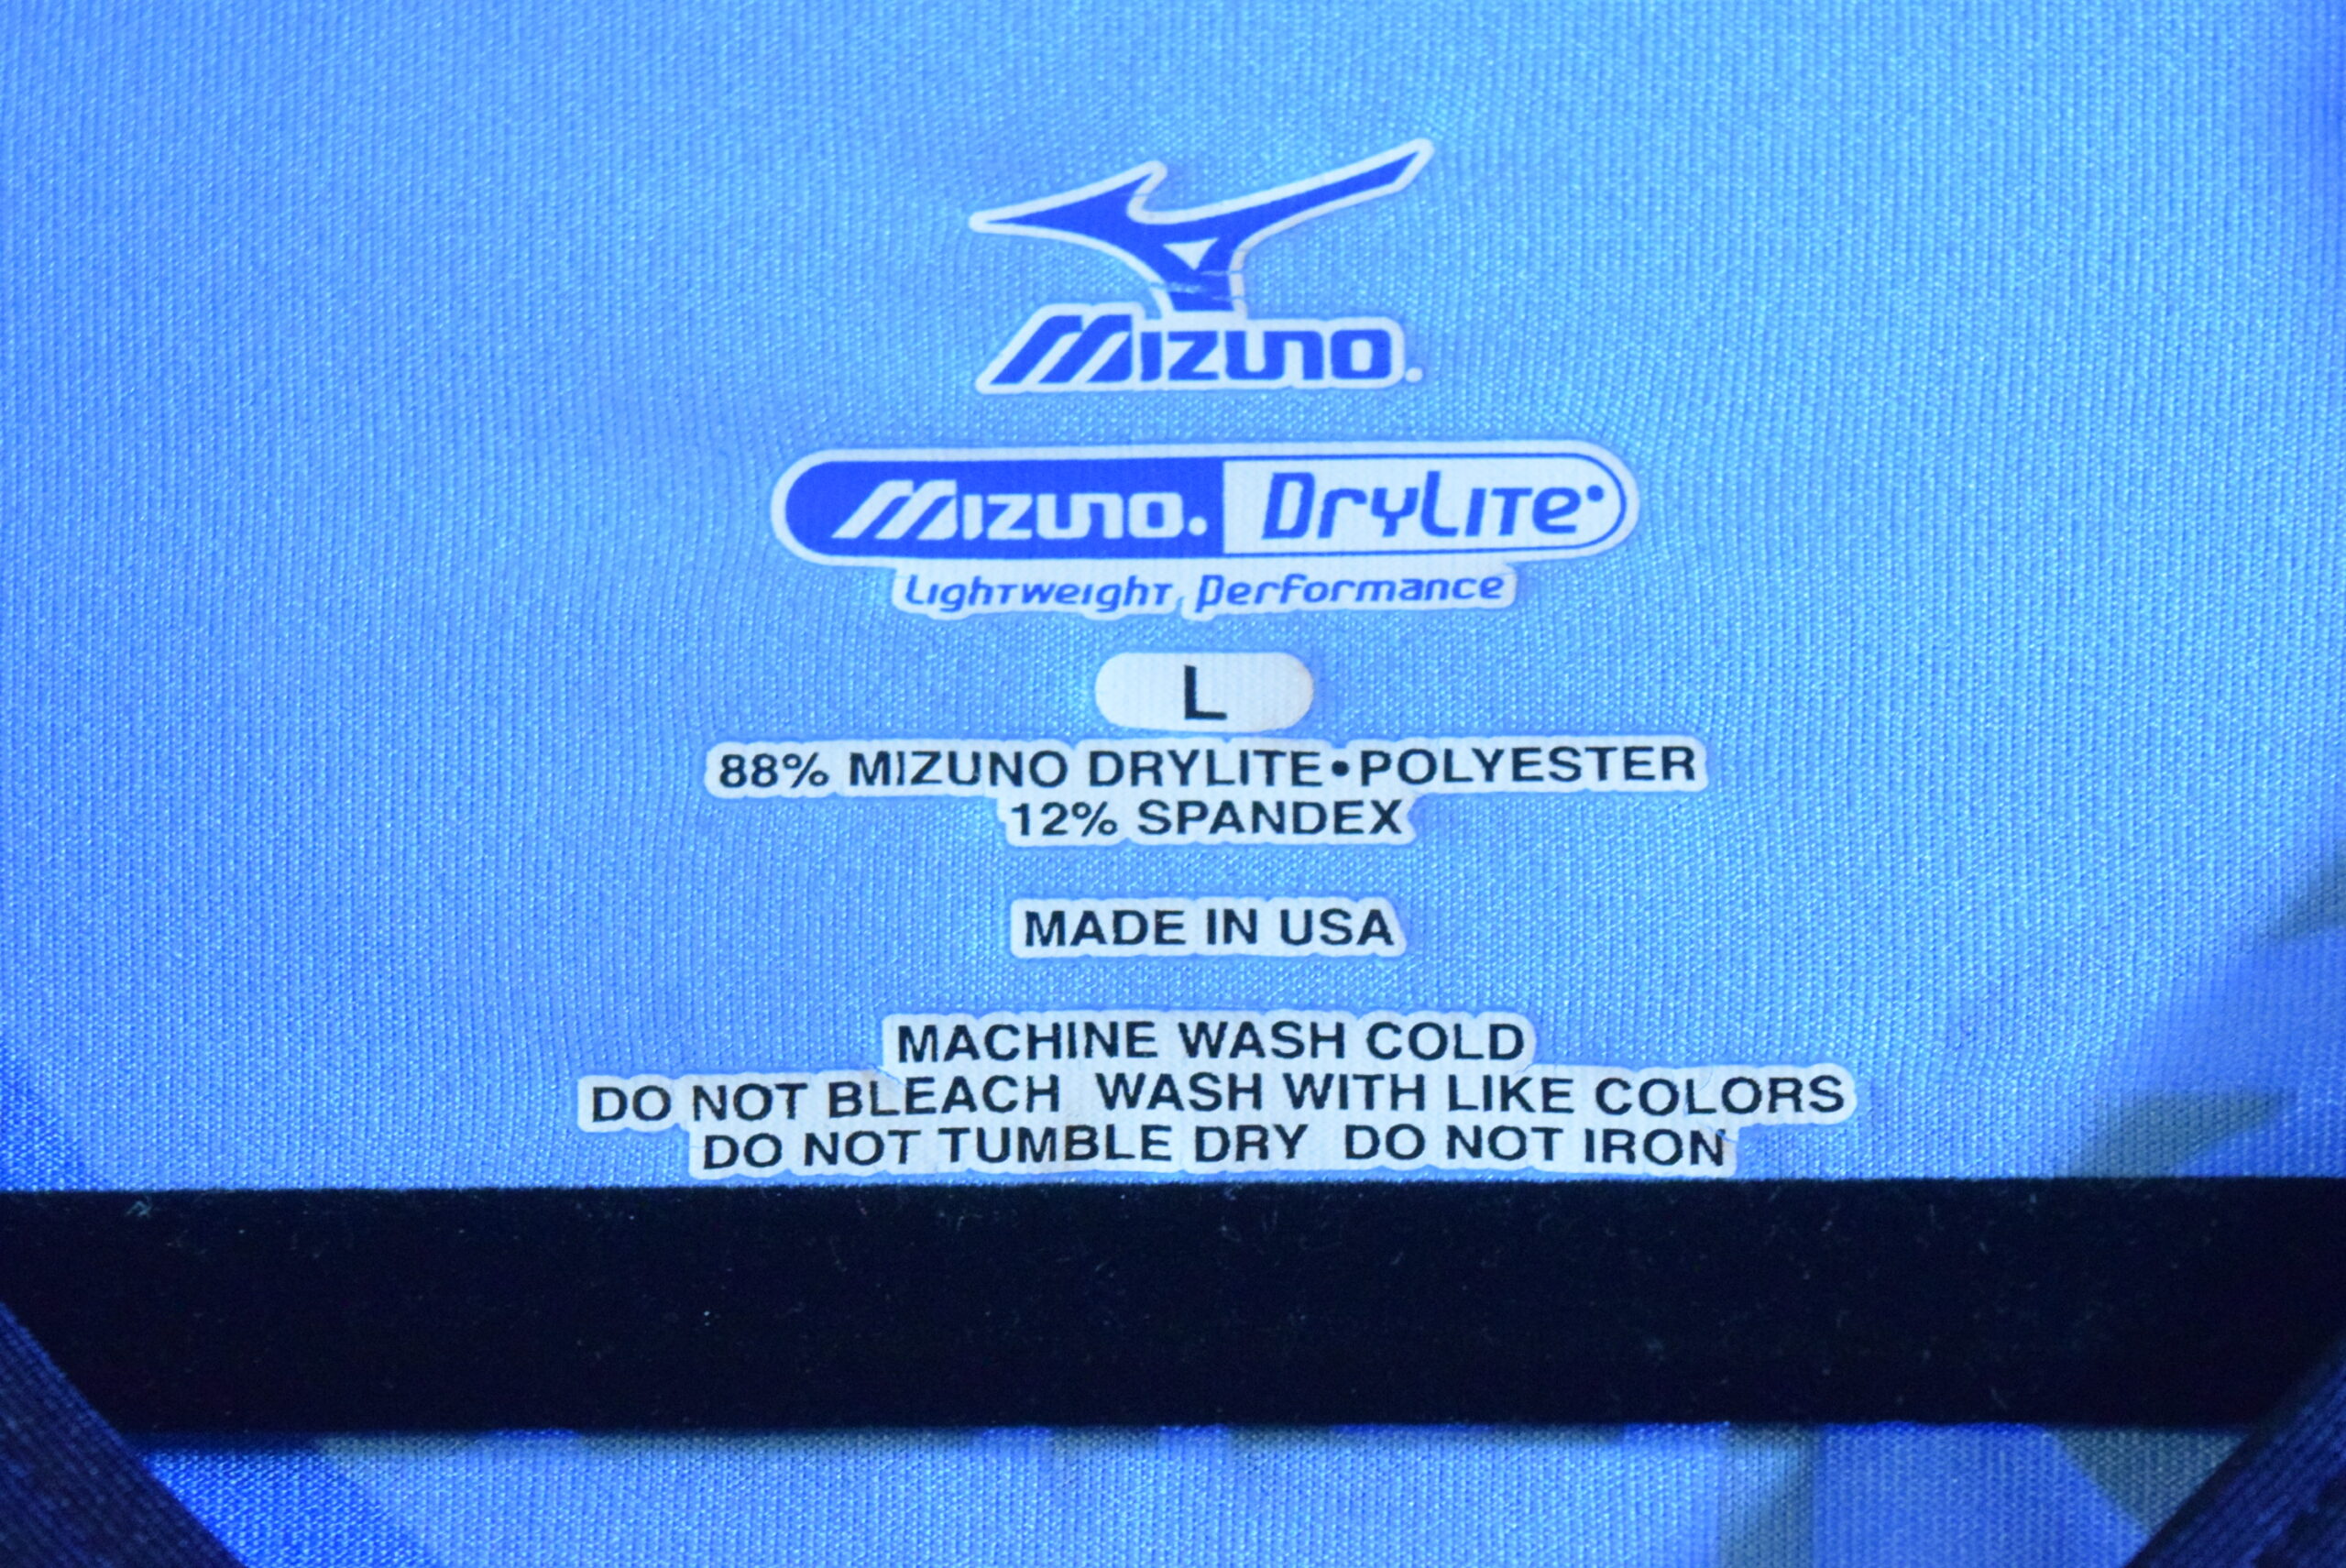 MIZUNO.
MIZUNO. DryLite•
Lightweight Performance
L
88% MIZUNO DRYLITE•POLYESTER
12% SPANDEX
MADE IN USA
MACHINE WASH COLD
DO NOT BLEACH WASH WITH LIKE COLORS
DO NOT TUMBLE DRY DO NOT IRON